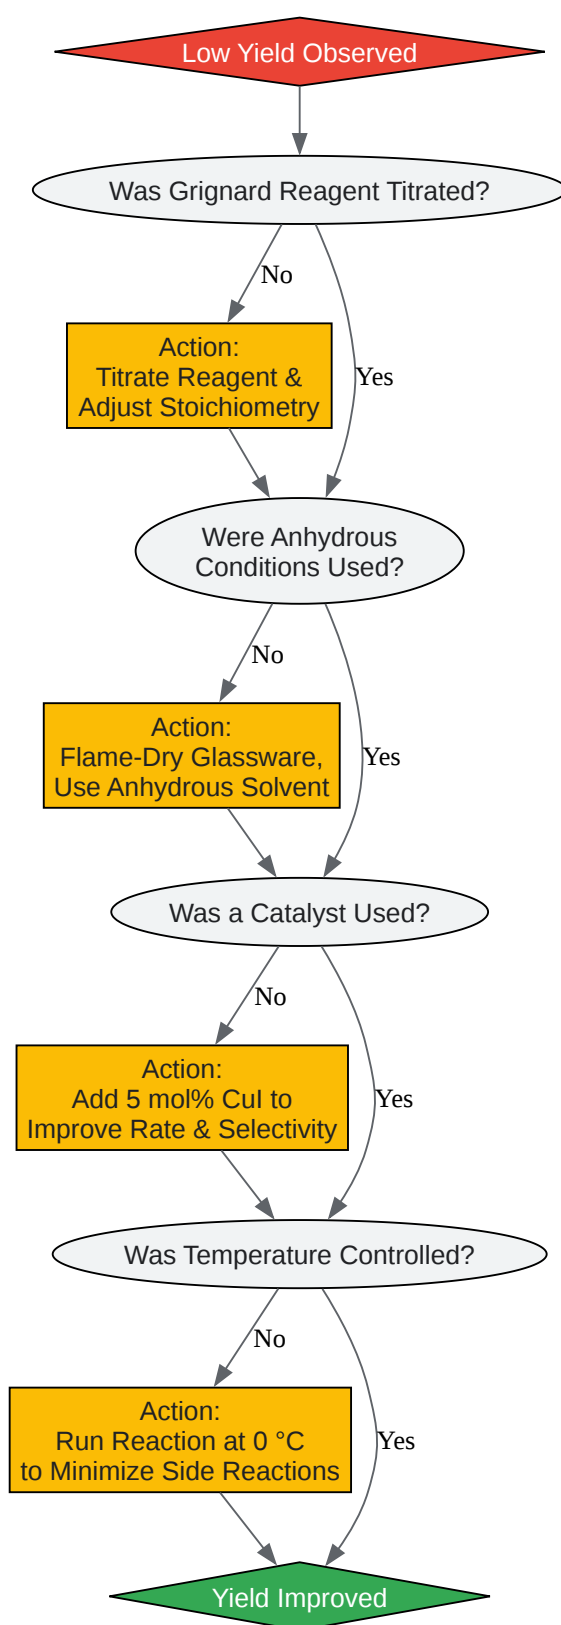 Low Yield Observed
Was Grignard Reagent Titrated?
No
Action:
Titrate Reagent &
Adjust Stoichiometry
Yes
Were Anhydrous
Conditions Used?
No
Action:
Flame-Dry Glassware,
Use Anhydrous Solvent
Yes
Was a Catalyst Used?
No
Action:
Add 5 mol% CuI to
Improve Rate & Selectivity
Yes
Was Temperature Controlled?
No
Action:
Run Reaction at 0 °C
to Minimize Side Reactions
Yes
Yield Improved